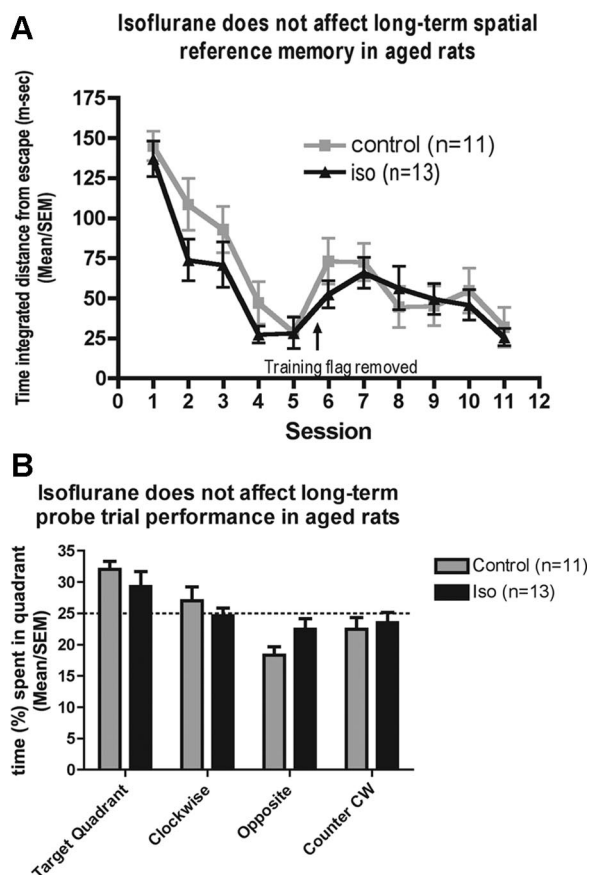 A
Isoflurane does not affect long-term spatial
reference memory in aged rats
Time integrated distance from escape (m-sec)
(Mean/SEM)
175
150
125
100
75
50
25
0
control (n=11)
iso (n=13)
Training flag removed
0 1 2 3 4 5 6 7 8 9 10 11 12
Session
B
Isoflurane does not affect long-term
probe trial performance in aged rats
time (%) spent in quadrant
(Mean/SEM)
35
30
25
20
15
10
5
0
Control (n=11)
Iso (n=13)
Target Quadrant
Clockwise
Opposite
Counter CW